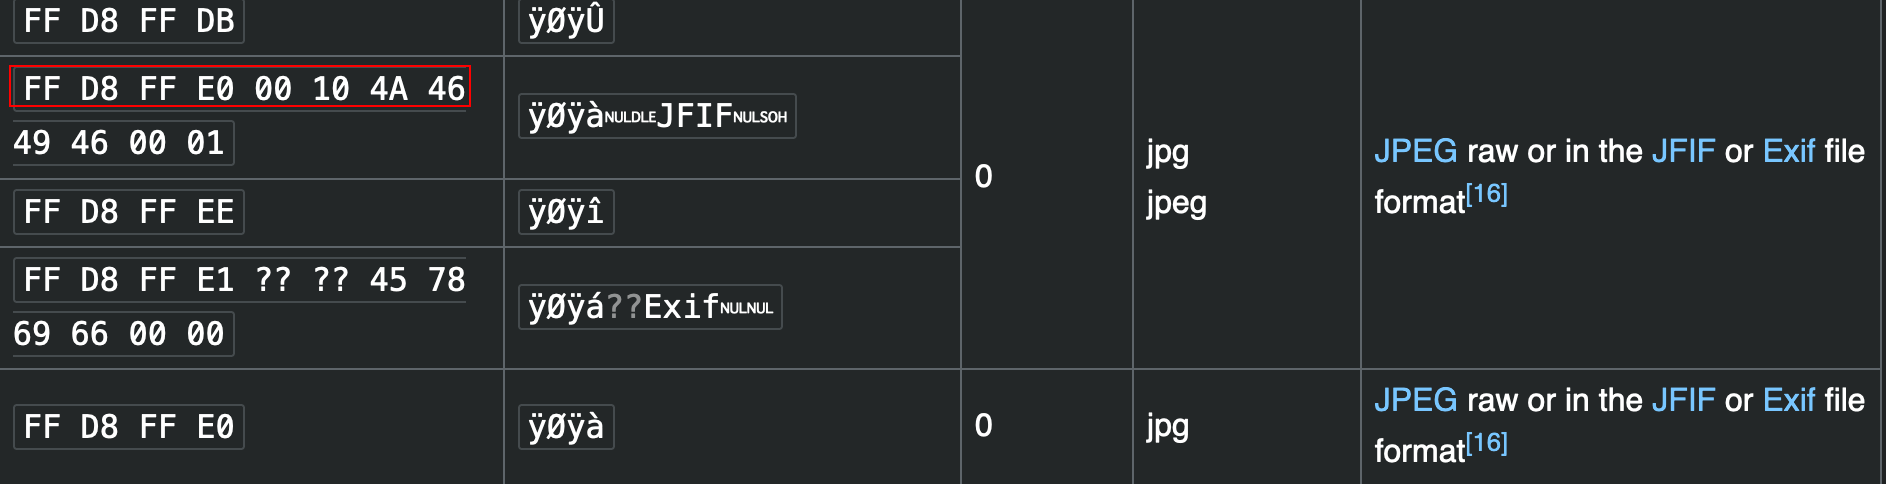 FF D8 FF DB
ÿØÿÛ
FF D8 FF E0 00 10 4A 46
49 46 00 01
ÿØÿàNULDLEJFIFNULSOH
FF D8 FF EE
ÿØÿî
FF D8 FF E1 ?? ?? 45 78
69 66 00 00
ÿØÿá??ExifNULNUL
0
jpg
jpeg
JPEG raw or in the JFIF or Exif file
format[16]
FF D8 FF E0
ÿØÿà
0
jpg
JPEG raw or in the JFIF or Exif file
format[16]